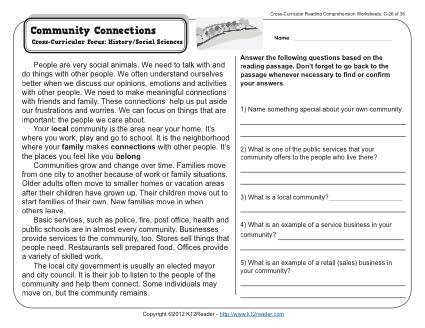 Cross-Curricular Reading Comprehension Worksheets: C-26 of 36
Community Connections
Cross-Curricular Focus: History/Social Sciences
Name:
People are very social animals. We need to talk with and
do things with other people. We often understand ourselves
better when we discuss our opinions, emotions and activities
with other people. We need to make meaningful connections
with friends and family. These connections help us put aside
our frustrations and worries. We can focus on things that are
important: the people we care about.
Your local community is the area near your home. It's
where you work, play and go to school. It is the neighborhood
where your family makes connections with other people. It's
the places you feel like you belong.
Communities grow and change over time. Families move
from one city to another because of work or family situations.
Older adults often move to smaller homes or vacation areas
after their children have grown up. Their children move out to
start families of their own. New families move in when
others leave.
Basic services, such as police, fire, post office, health and
public schools are in almost every community. Businesses
provide services to the community, too. Stores sell things that
people need. Restaurants sell prepared food. Offices provide
a variety of skilled work.
The local city government is usually an elected mayor
and city council. It is their job to listen to the people of the
community and help them connect. Some individuals may
move on, but the community remains.
Answer the following questions based on the
reading passage. Don't forget to go back to the
passage whenever necessary to find or confirm
your answers.
1) Name something special about your own community.
2) What is one of the public services that your
community offers to the people who live there?
3) What is a local community?
4) What is an example of a service business in your
community?
5) What is an example of a retail (sales) business in
your community?
Copyright ©2012 K12Reader - http://www.k12reader.com